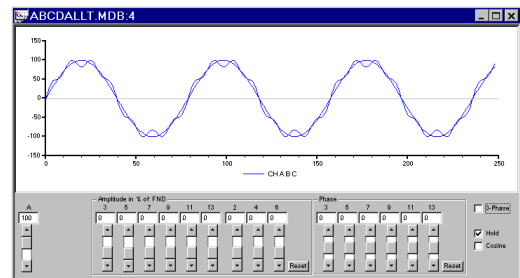 ABCDALLT.MDB:4
150
100
50
0
-50
-100
-150
0 50 100 150 200 250
CH A B C
Amplitude in % of FND
Phase
A 3 5 7 9 11 13 2 4 6 3 5 7 9 11 13
100 0 0 0 0 0 0 0 0 0 0 0 0 0 0 0
3-Phase
Hold
Cosine
Reset Reset